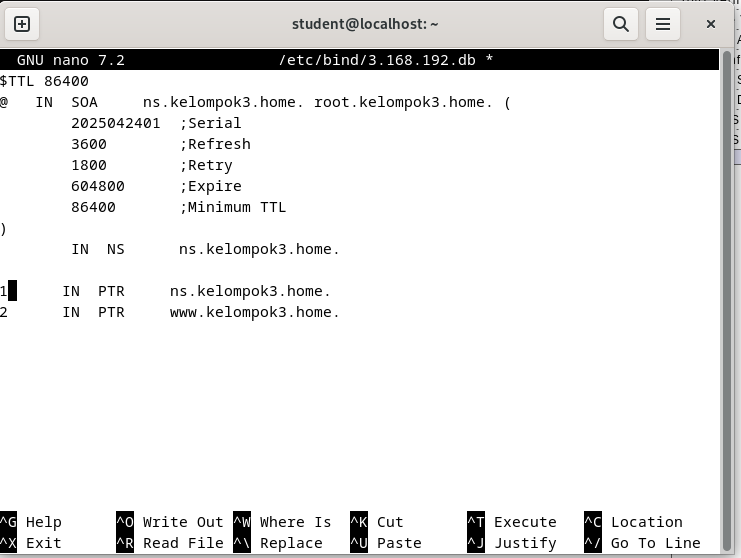 student@localhost: ~
GNU nano 7.2 /etc/bind/3.168.192.db *
$TTL 86400
@ IN SOA ns.kelompok3.home. root.kelompok3.home. (
2025042401 ;Serial
3600 ;Refresh
1800 ;Retry
604800 ;Expire
86400 ;Minimum TTL
)
IN NS ns.kelompok3.home.
1 IN PTR ns.kelompok3.home.
2 IN PTR www.kelompok3.home.
^G Help ^O Write Out ^W Where Is ^K Cut ^T Execute ^C Location
^X Exit ^R Read File ^\ Replace ^U Paste ^J Justify ^/ Go To Line